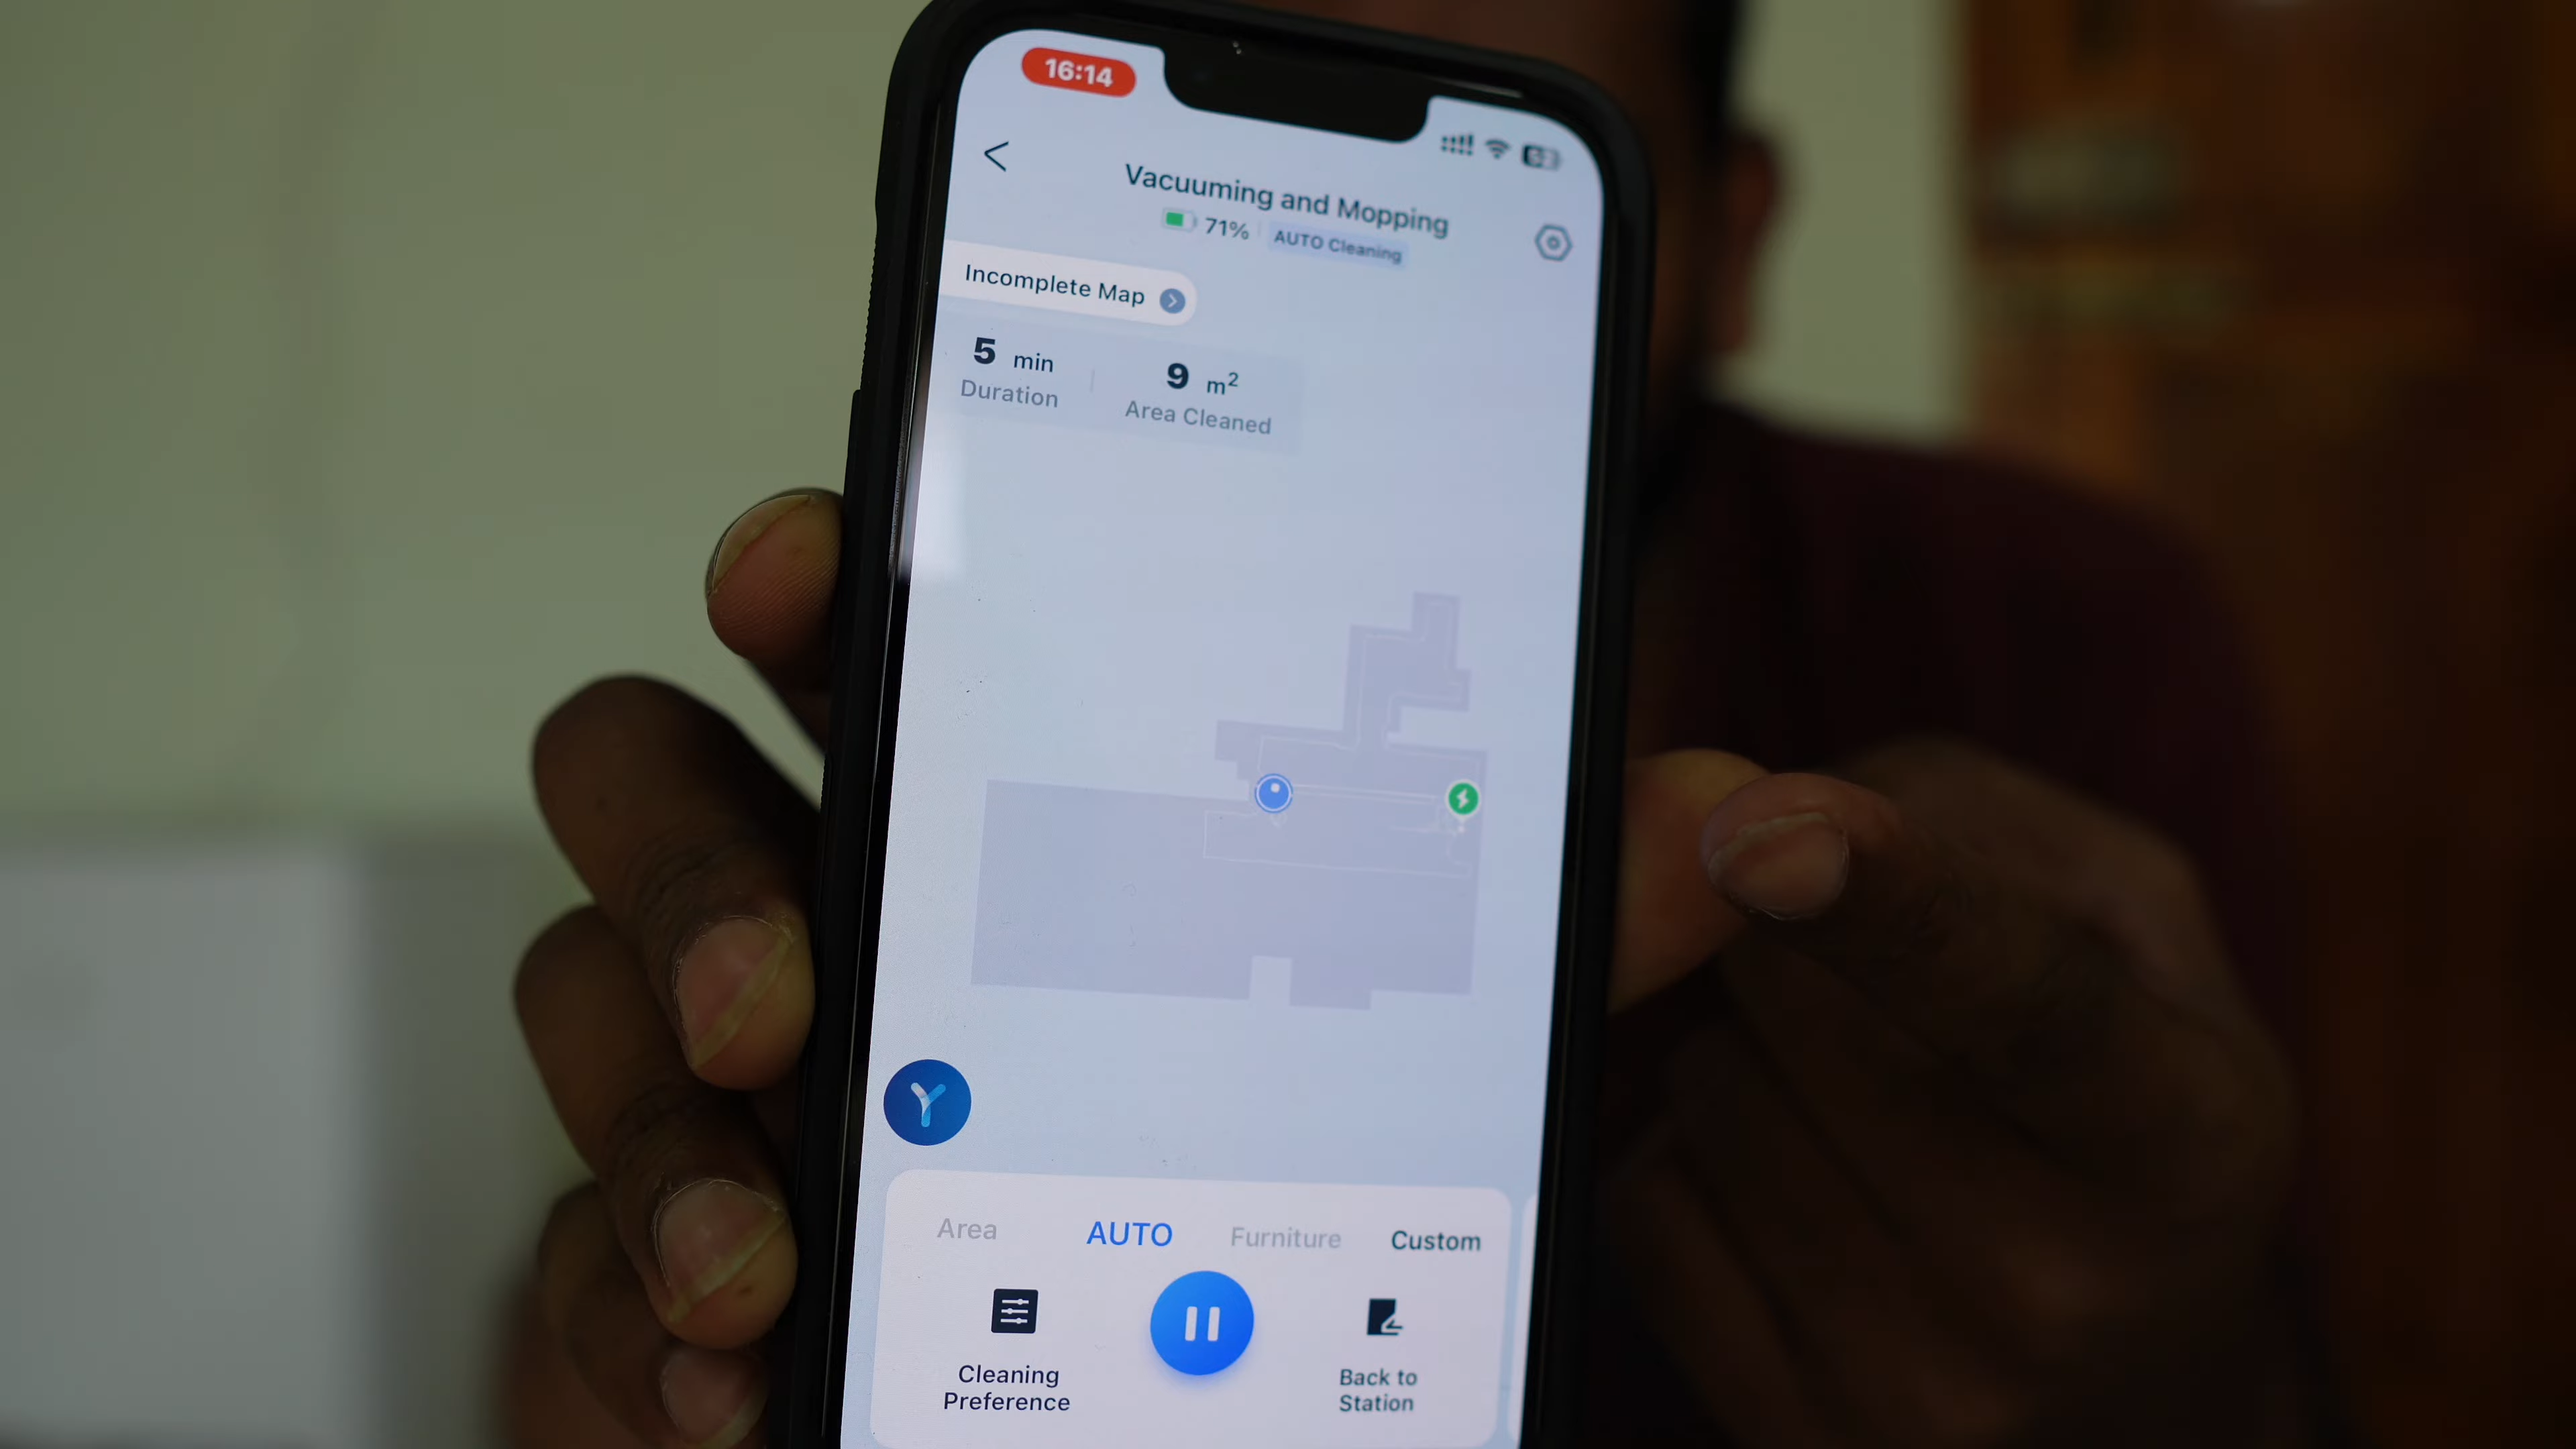 16:14
Vacuuming and Mopping
71% AUTO Cleaning
Incomplete Map
5 min
Duration
9 m²
Area Cleaned
Area AUTO Furniture Custom
Cleaning
Preference
Back to
Station